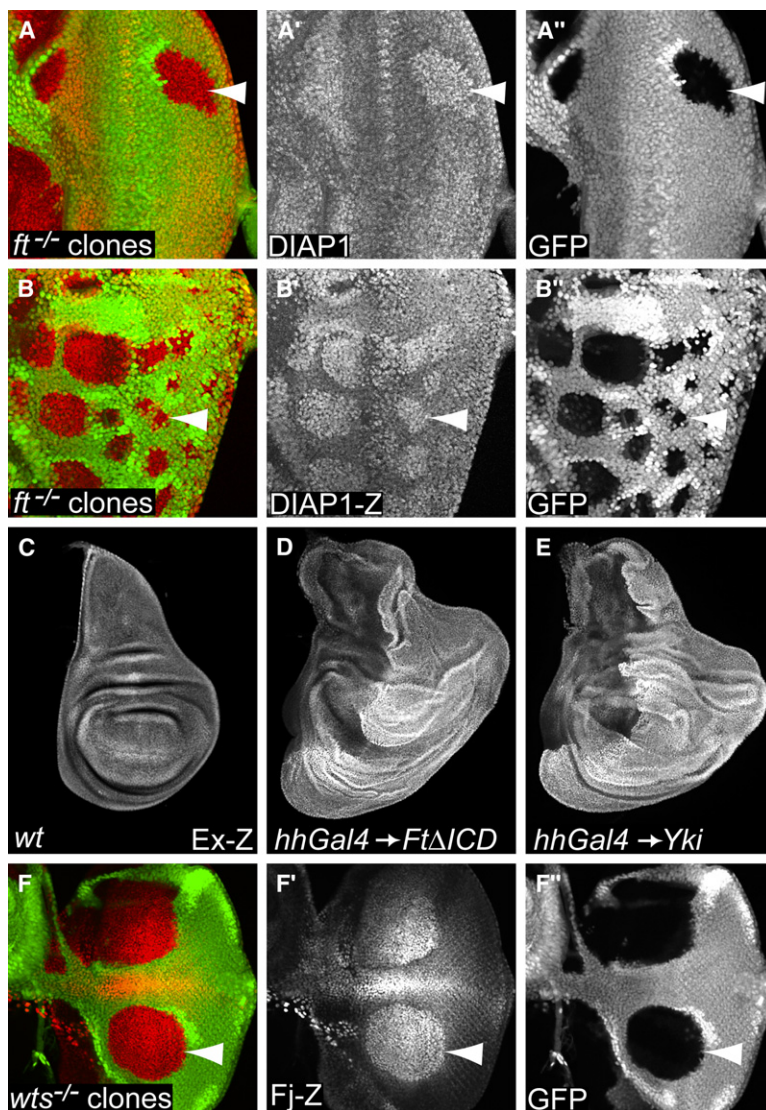 A A' A"
ft-/- clones DIAP1 GFP
B B' B"
ft-/- clones DIAP1-Z GFP
C D E
wt Ex-Z hhGal4→FtΔICD hhGal4→Yki
F F' F"
wts-/- clones Fj-Z GFP